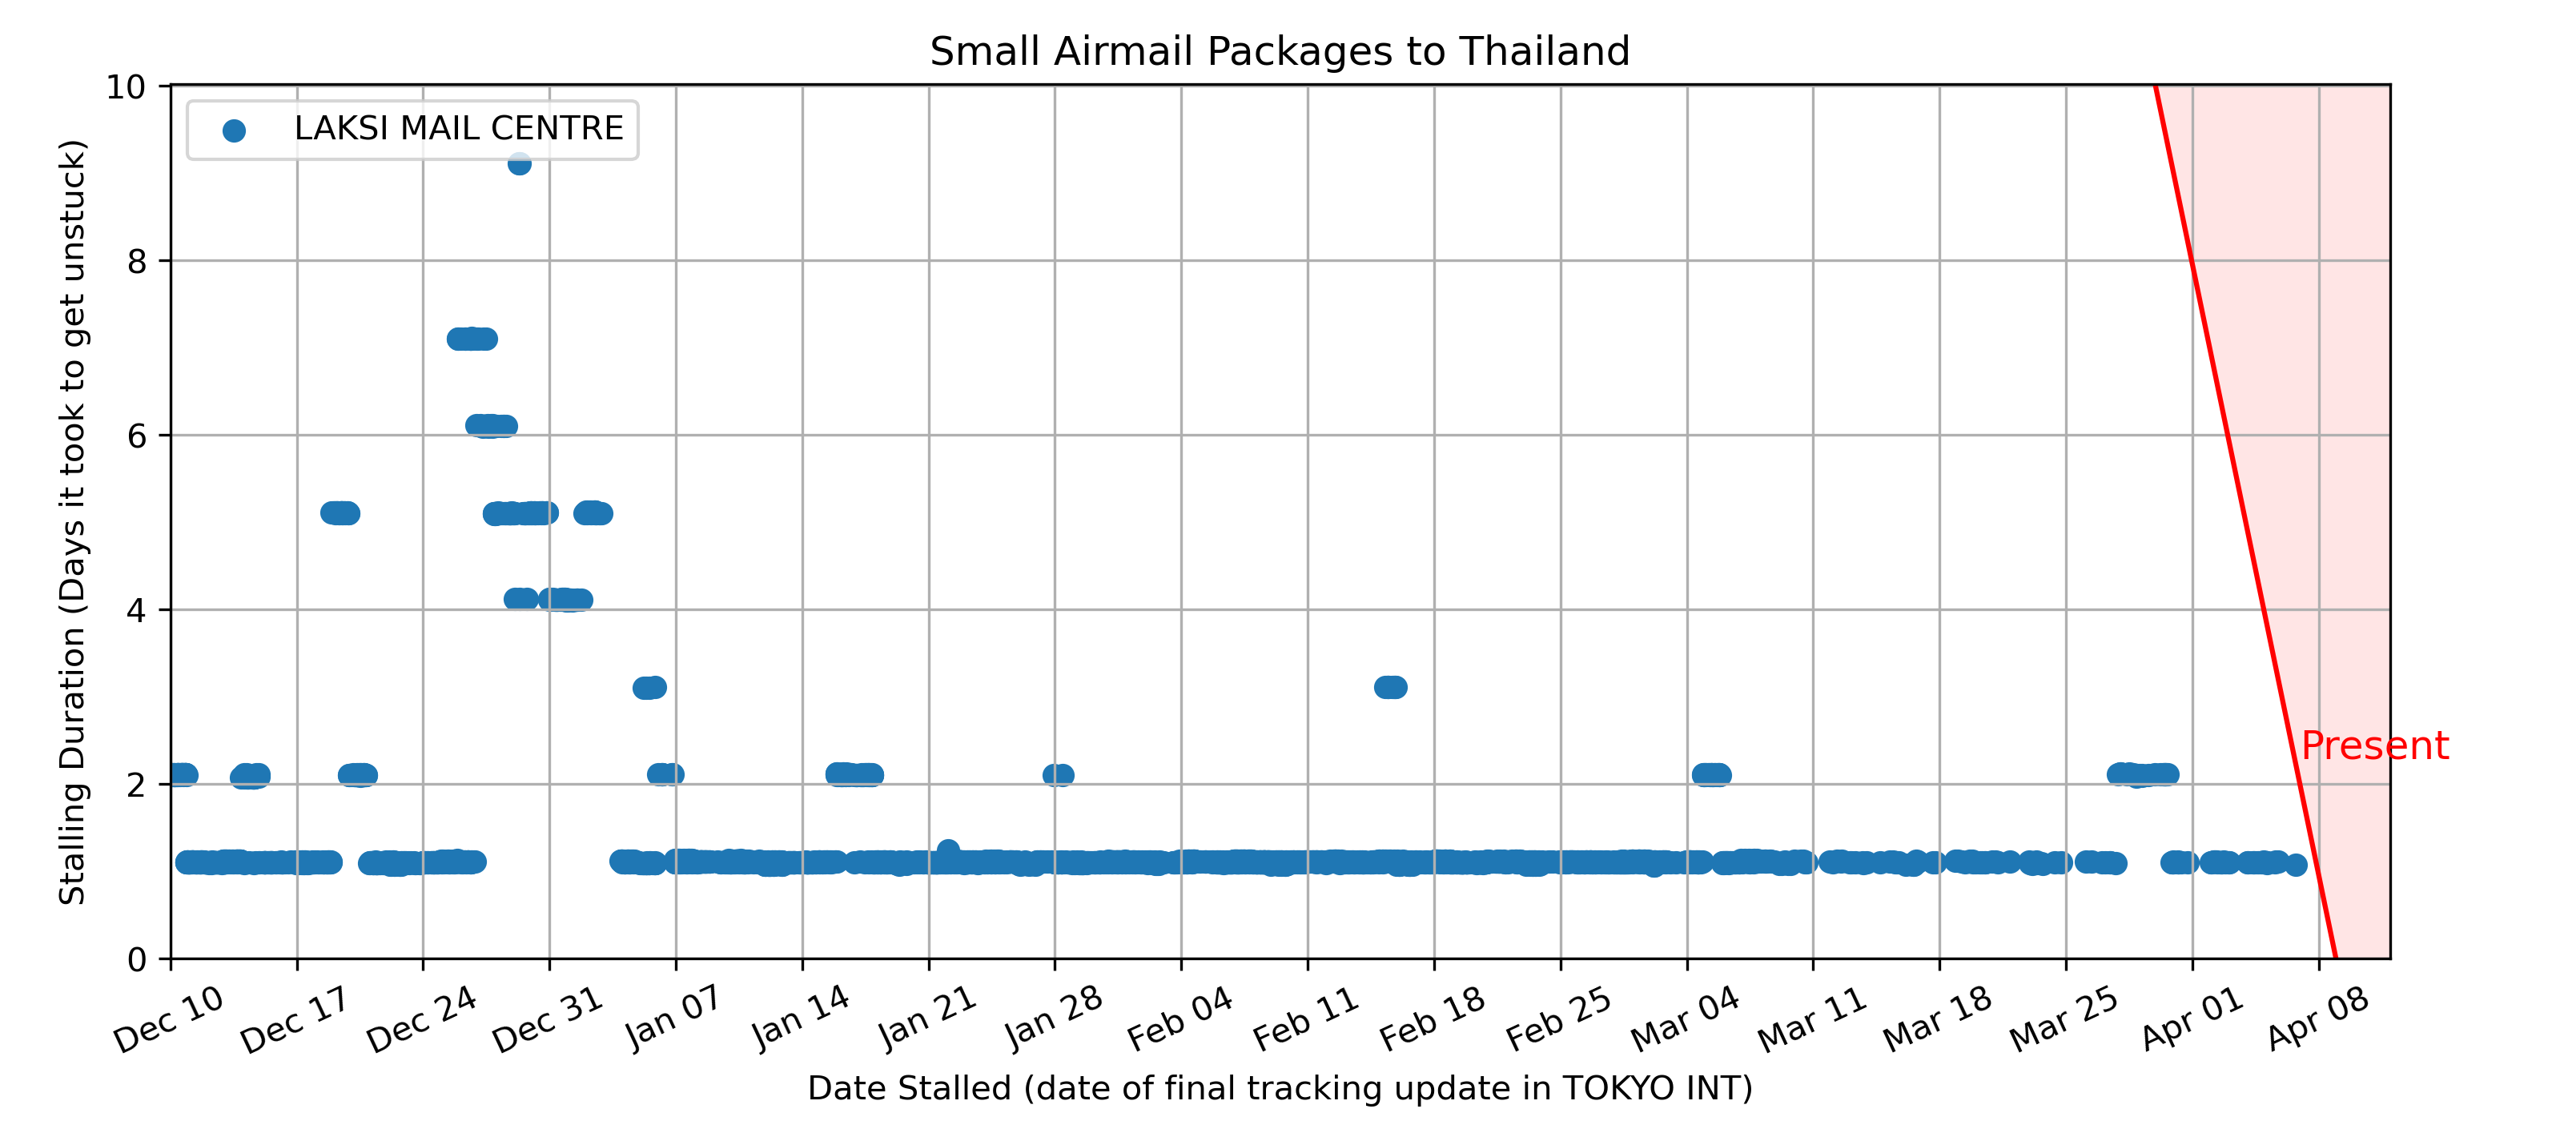 Small Airmail Packages to Thailand
LAKSI MAIL CENTRE
Stalling Duration (Days it took to get unstuck)
10
8
6
4
2
0
Present
Dec 10
Dec 17
Dec 24
Dec 31
Jan 07
Jan 14
Jan 21
Jan 28
Feb 04
Feb 11
Feb 18
Feb 25
Mar 04
Mar 11
Mar 18
Mar 25
Apr 01
Apr 08
Date Stalled (date of final tracking update in TOKYO INT)